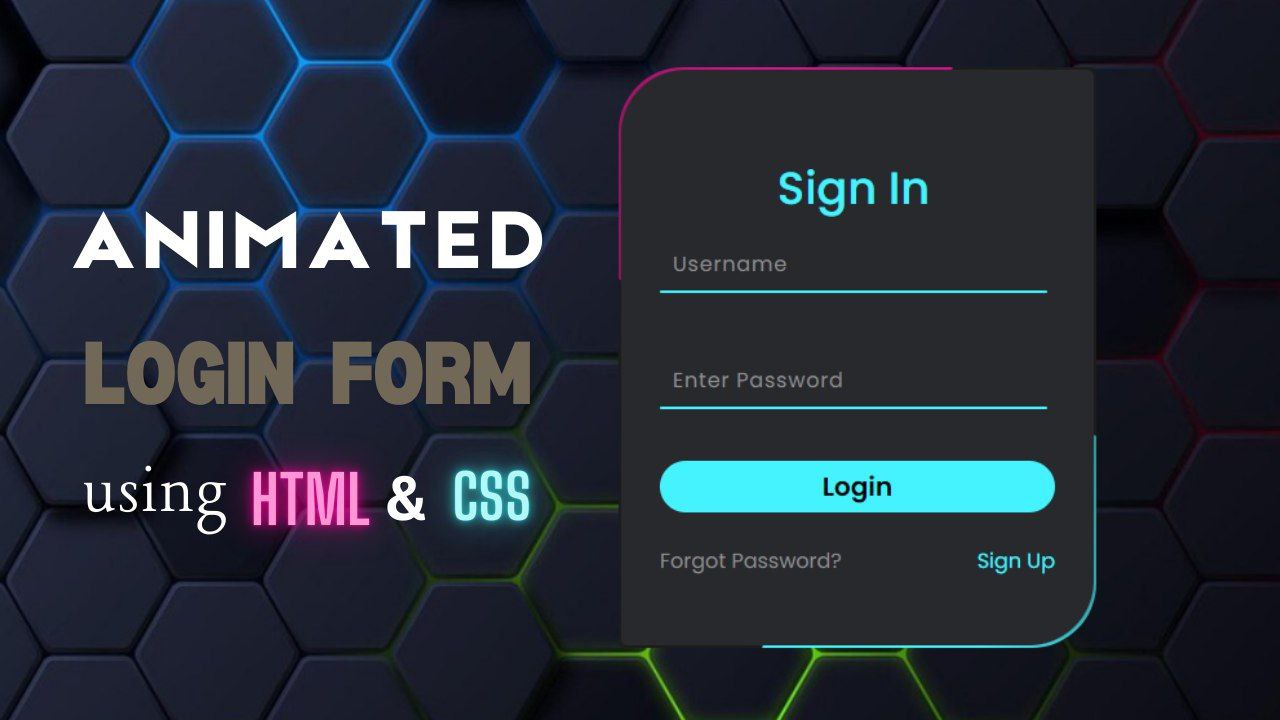 ANIMATED
LOGIN FORM
using HTML & CSS
Sign In
Username
Enter Password
Login
Forgot Password? Sign Up